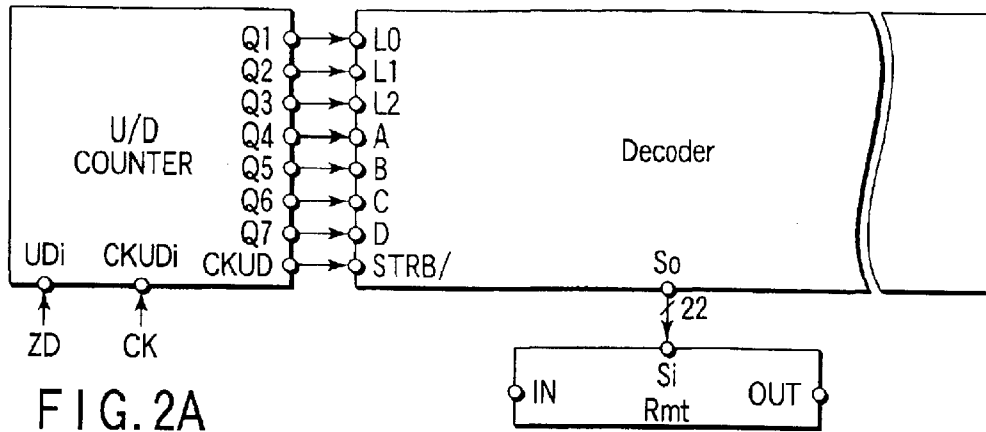 Q1 L0
Q2 L1
Q3 L2
U/D
COUNTER
Q4 A
Decoder
Q5 B
Q6 C
Q7 D
UDi CKUDi CKUD STRB/ So
22
ZD CK
Si
IN OUT
Rmt
FIG.2A